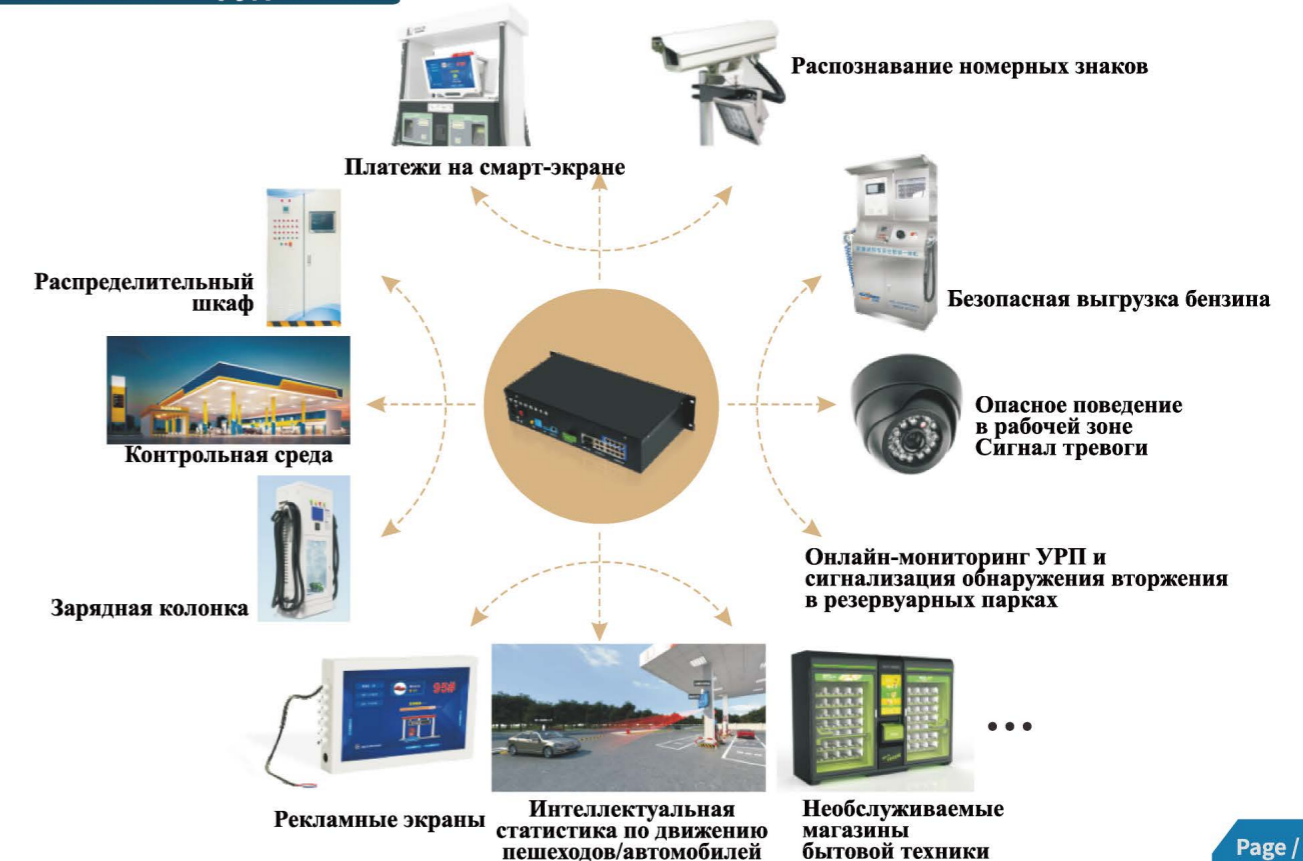 Распознавание номерных знаков
Платежи на смарт-экране
Распределительный
шкаф
Безопасная выгрузка бензина
Опасное поведение
в рабочей зоне
Сигнал тревоги
Контрольная среда
Зарядная колонка
Онлайн-мониторинг УРП и
сигнализация обнаружения вторжения
в резервуарных парках
95#
Рекламные экраны
Интеллектуальная
статистика по движению
пешеходов/автомобилей
Необслуживаемые
магазины
бытовой техники
...
Page /